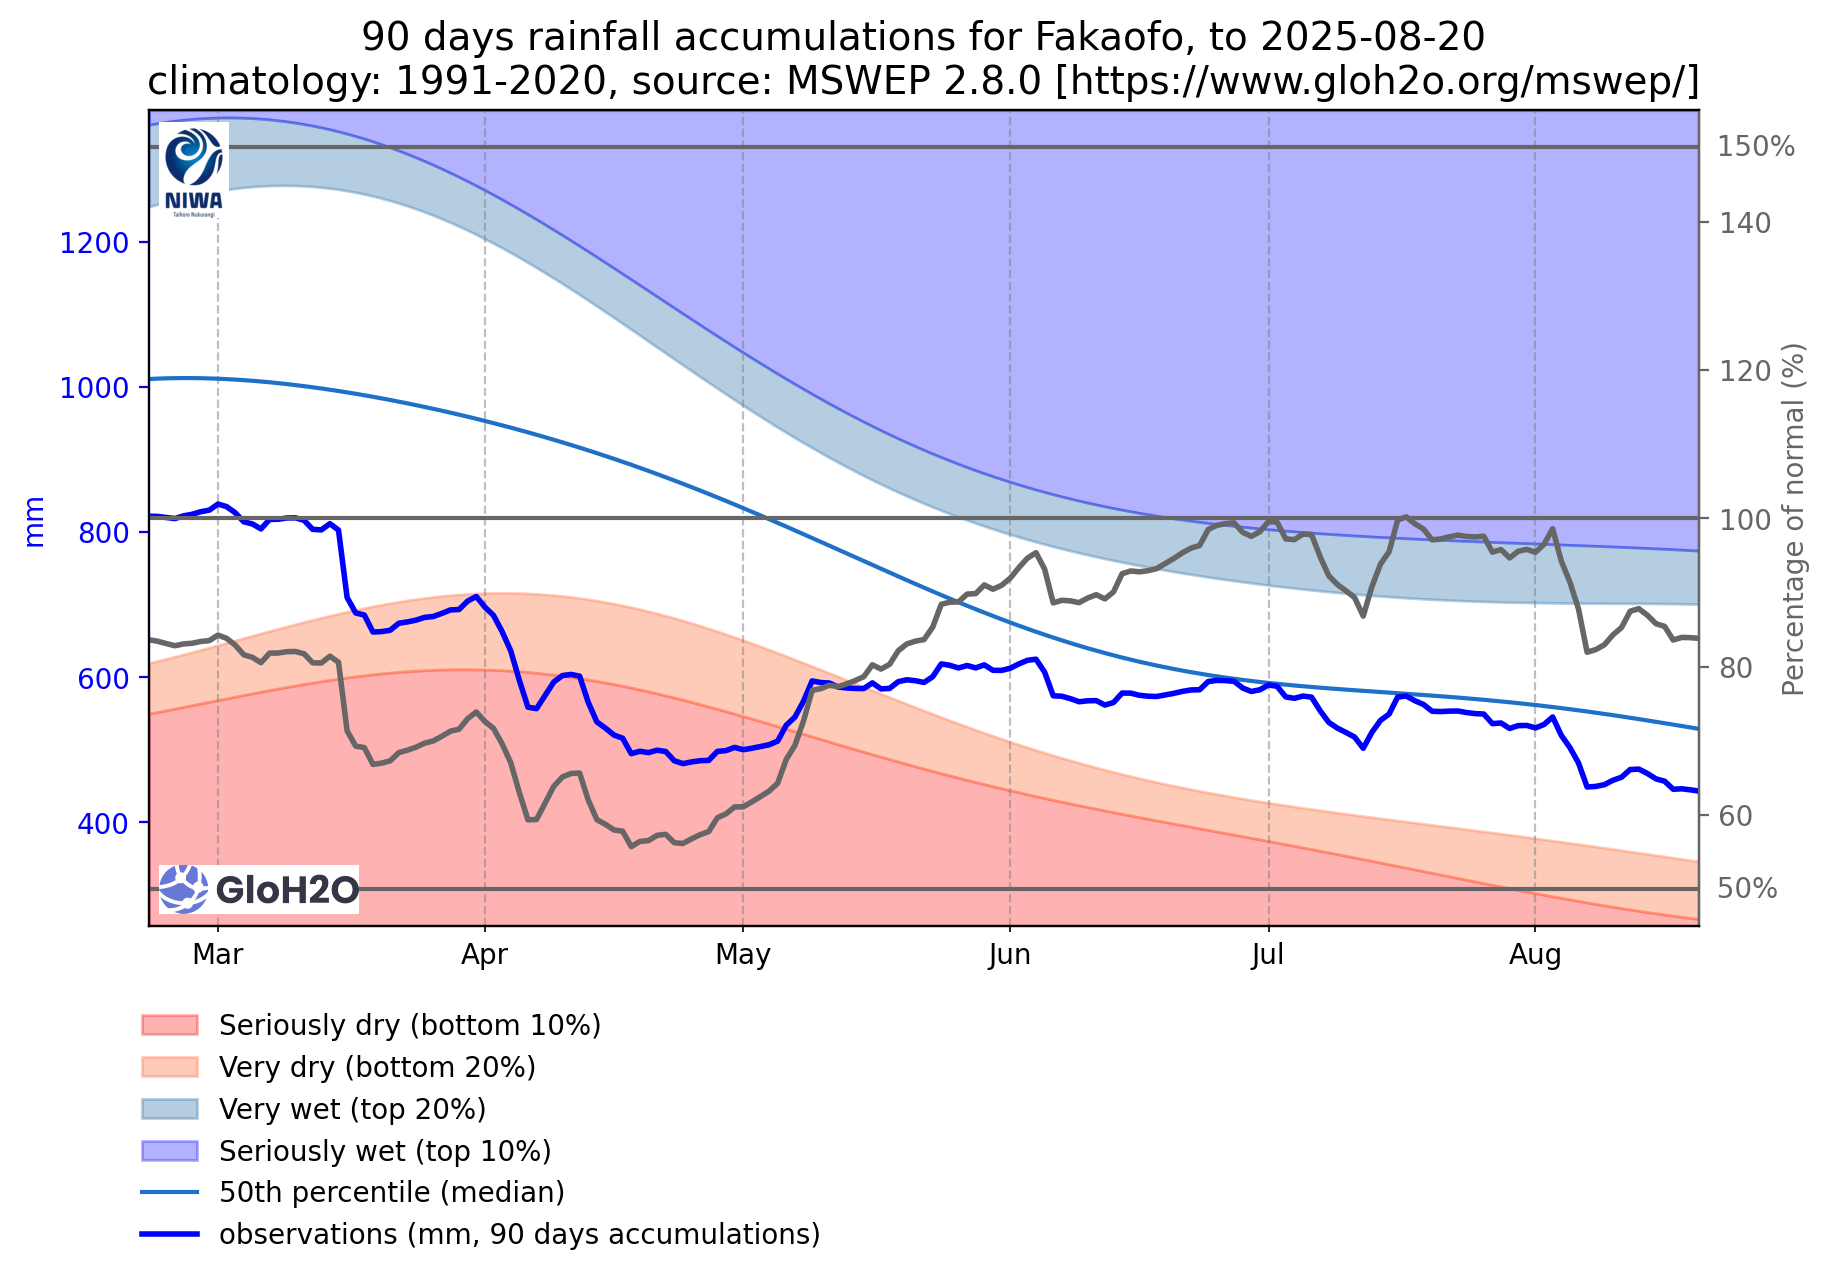 90 days rainfall accumulations for Fakaofo, to 2025-08-20
climatology: 1991-2020, source: MSWEP 2.8.0 [https://www.gloh2o.org/mswep/]
NIWA
Taihoro Nukurangi
mm
1200
1000
800
600
400
150%
140
120
100
80
60
50%
Percentage of normal (%)
GloH2O
Mar
Apr
May
Jun
Jul
Aug
Seriously dry (bottom 10%)
Very dry (bottom 20%)
Very wet (top 20%)
Seriously wet (top 10%)
50th percentile (median)
observations (mm, 90 days accumulations)